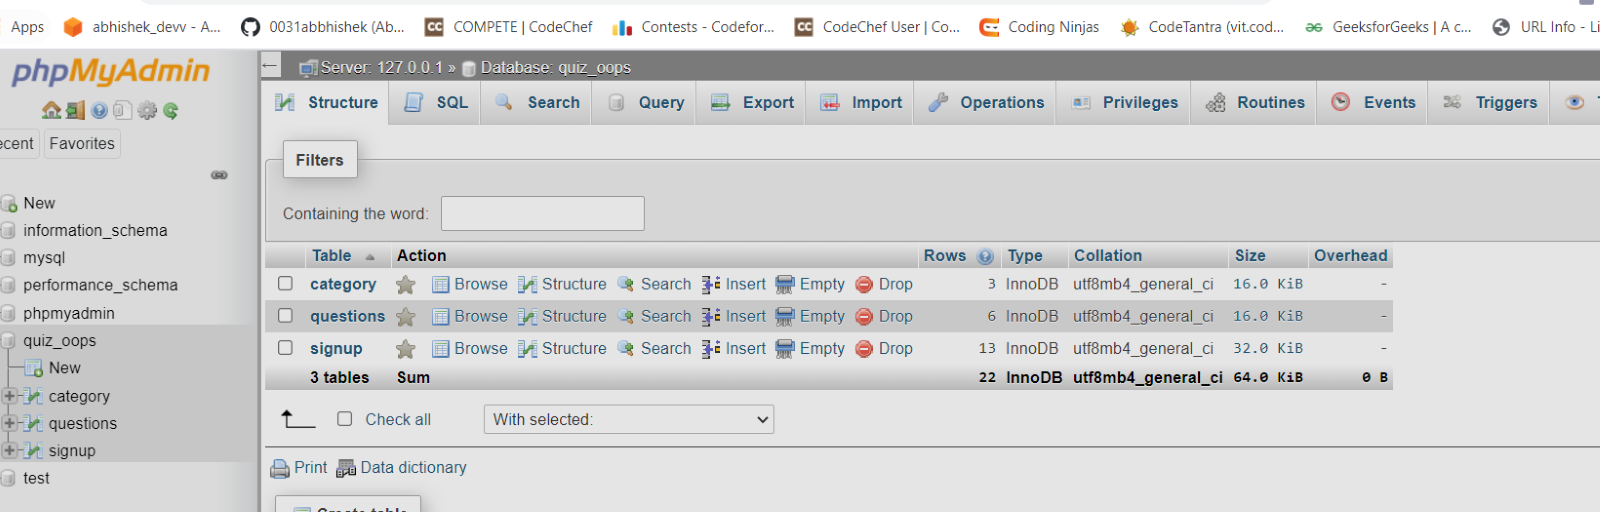 Apps abhishek_devv - A... 0031abbhishek (Ab... COMPETE | CodeChef Contests - Codefor... CodeChef User | Co... Coding Ninjas CodeTantra (vit.cod... GeeksforGeeks | A c... URL Info - Li
phpMyAdmin
ecent Favorites
New
information_schema
mysql
performance_schema
phpmyadmin
quiz_oops
New
category
questions
signup
test
Server: 127.0.0.1 » Database: quiz_oops
Structure SQL Search Query Export Import Operations Privileges Routines Events Triggers
Filters
Containing the word:
Table Action Rows Type Collation Size Overhead
category Browse Structure Search Insert Empty Drop 3 InnoDB utf8mb4_general_ci 16.0 KiB -
questions Browse Structure Search Insert Empty Drop 6 InnoDB utf8mb4_general_ci 16.0 KiB -
signup Browse Structure Search Insert Empty Drop 13 InnoDB utf8mb4_general_ci 32.0 KiB -
3 tables Sum 22 InnoDB utf8mb4_general_ci 64.0 KiB 0 B
Check all With selected:
Print Data dictionary
Create table